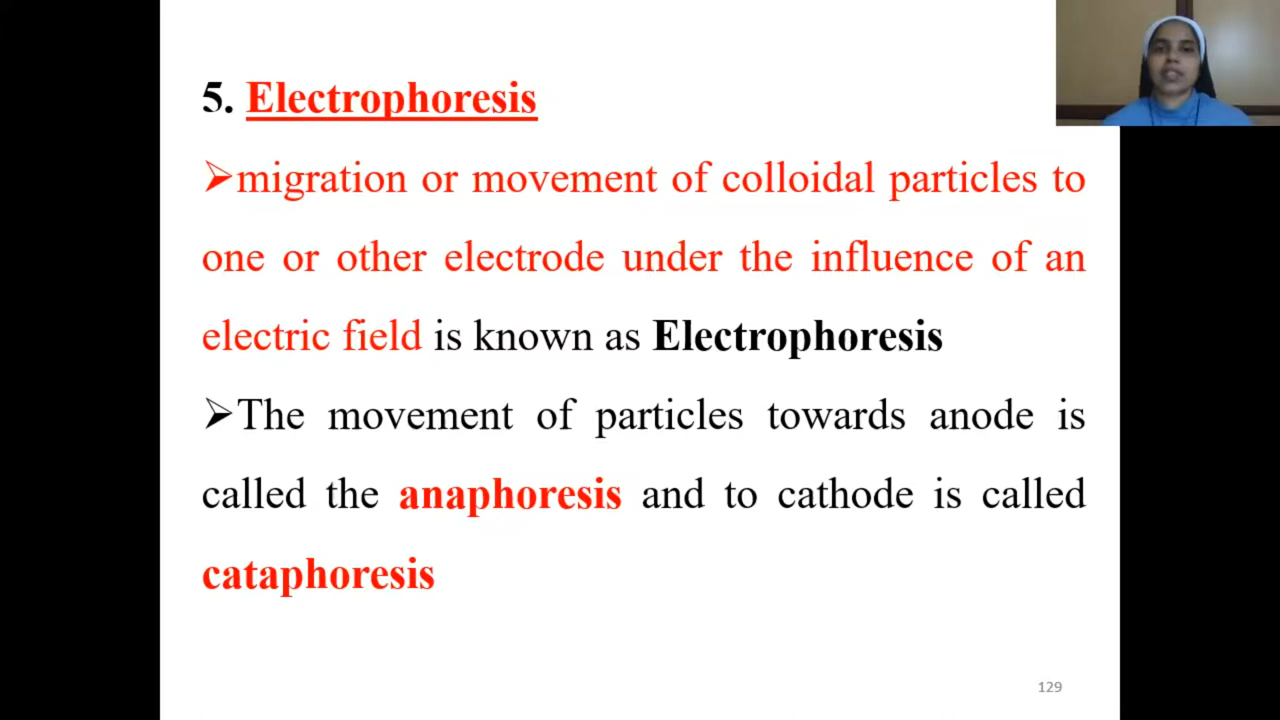 5. Electrophoresis
➢migration or movement of colloidal particles to
one or other electrode under the influence of an
electric field is known as Electrophoresis
➢The movement of particles towards anode is
called the anaphoresis and to cathode is called
cataphoresis
129